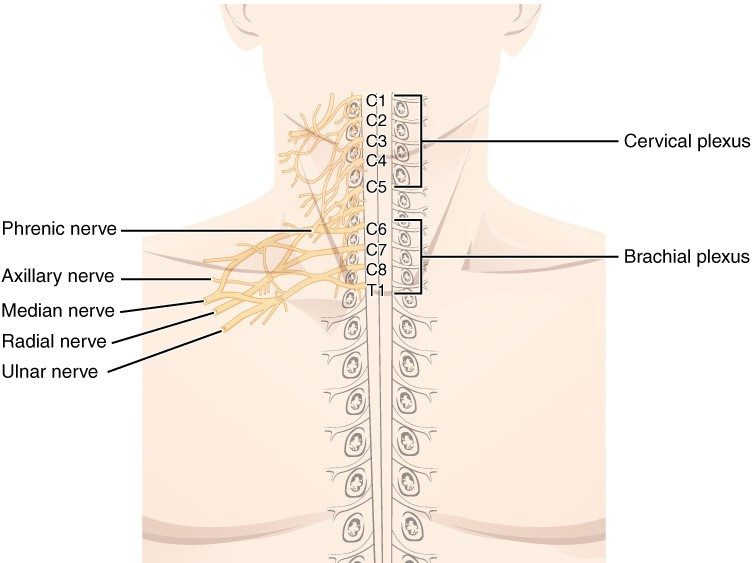 C1
C2
C3
C4
C5
Cervical plexus
Phrenic nerve
C6
C7
Brachial plexus
C8
Axillary nerve
T1
Median nerve
Radial nerve
Ulnar nerve